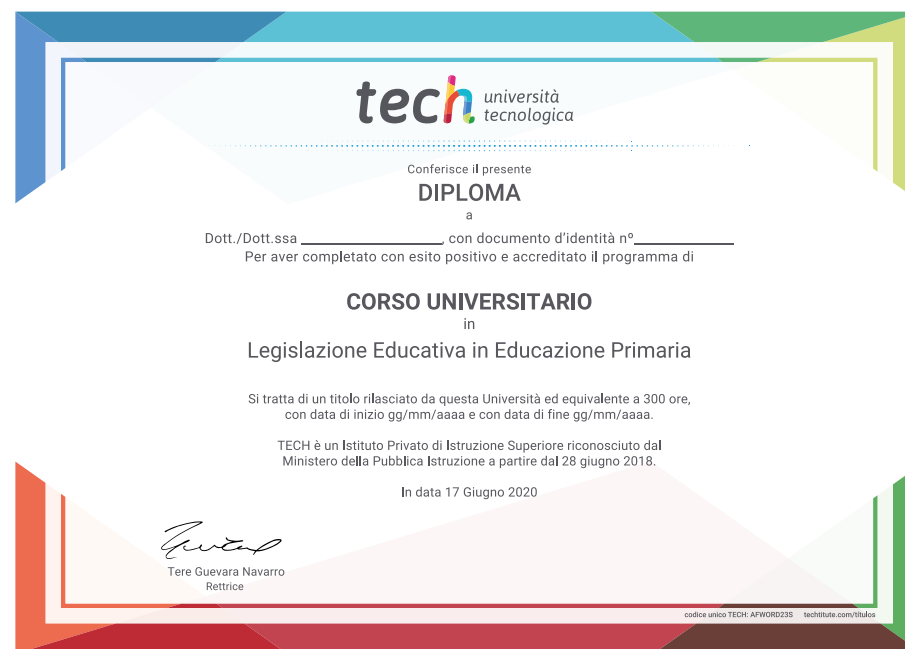 tech università
tecnologica
Conferisce il presente
DIPLOMA
a
Dott./Dott.ssa ____________________, con documento d'identità nº______________
Per aver completato con esito positivo e accreditato il programma di
CORSO UNIVERSITARIO
in
Legislazione Educativa in Educazione Primaria
Si tratta di un titolo rilasciato da questa Università ed equivalente a 300 ore,
con data di inizio gg/mm/aaaa e con data di fine gg/mm/aaaa.
TECH è un Istituto Privato di Istruzione Superiore riconosciuto dal
Ministero della Pubblica Istruzione a partire dal 28 giugno 2018.
In data 17 Giugno 2020
Tere Guevara Navarro
Rettrice
codice unico TECH: AFWORD23S techtitute.com/titulos